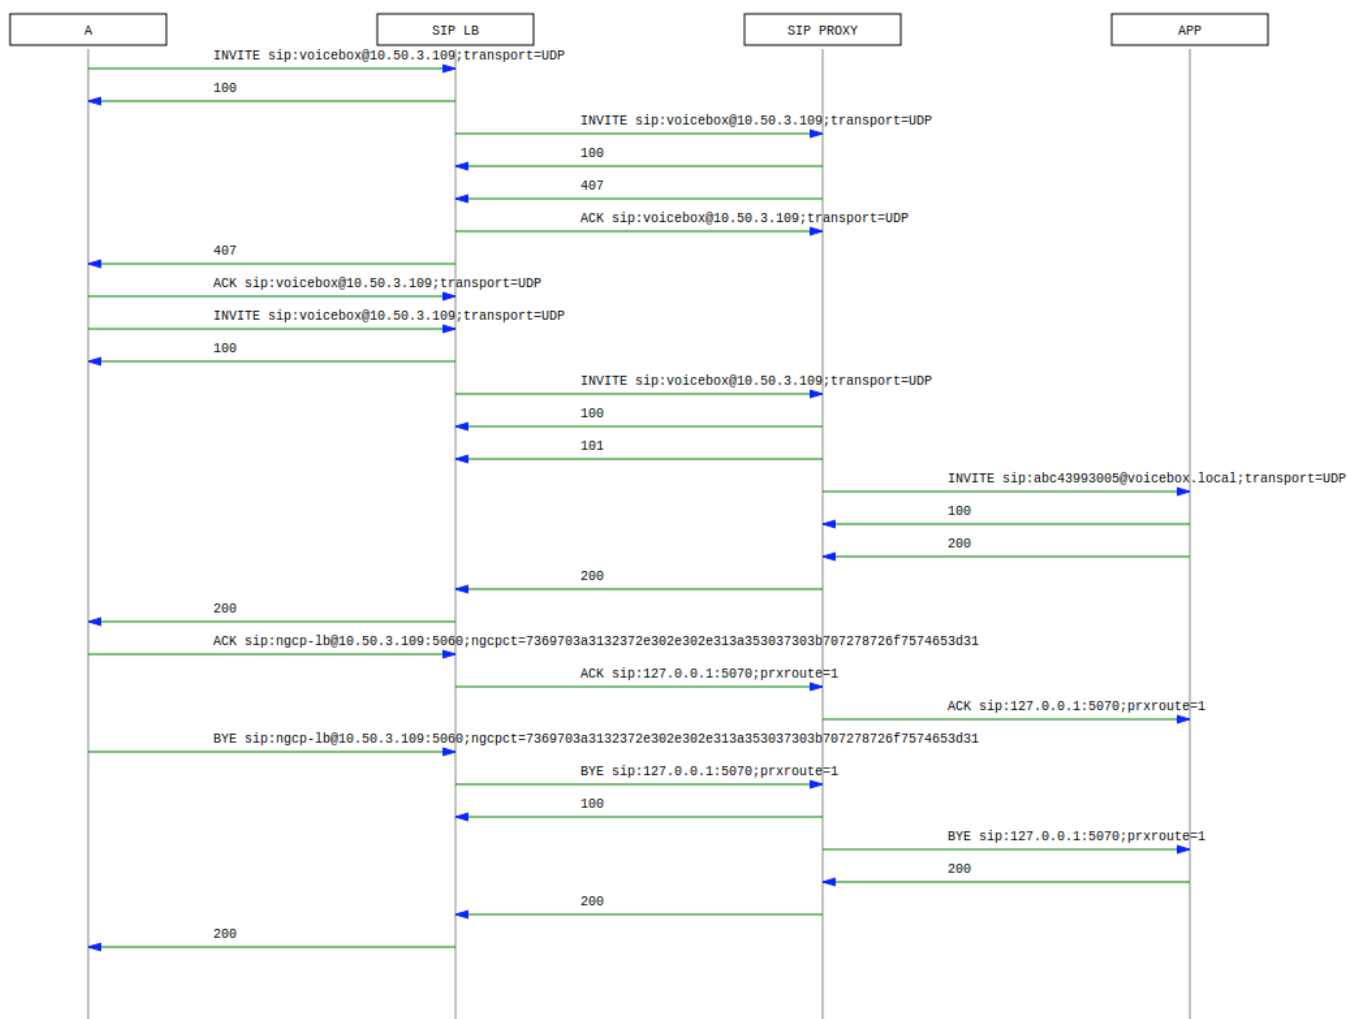 A
SIP LB
SIP PROXY
APP
INVITE sip:voicebox@10.50.3.109;transport=UDP
100
INVITE sip:voicebox@10.50.3.109;transport=UDP
100
407
ACK sip:voicebox@10.50.3.109;transport=UDP
407
ACK sip:voicebox@10.50.3.109;transport=UDP
INVITE sip:voicebox@10.50.3.109;transport=UDP
100
INVITE sip:voicebox@10.50.3.109;transport=UDP
100
101
INVITE sip:abc43993005@voicebox.local;transport=UDP
100
200
200
200
ACK sip:ngcp-lb@10.50.3.109:5060;ngcpct=7369703a3132372e302e302e313a353037303b707278726f7574653d31
ACK sip:127.0.0.1:5070;prxroute=1
ACK sip:127.0.0.1:5070;prxroute=1
BYE sip:ngcp-lb@10.50.3.109:5060;ngcpct=7369703a3132372e302e302e313a353037303b707278726f7574653d31
BYE sip:127.0.0.1:5070;prxroute=1
100
BYE sip:127.0.0.1:5070;prxroute=1
200
200
200